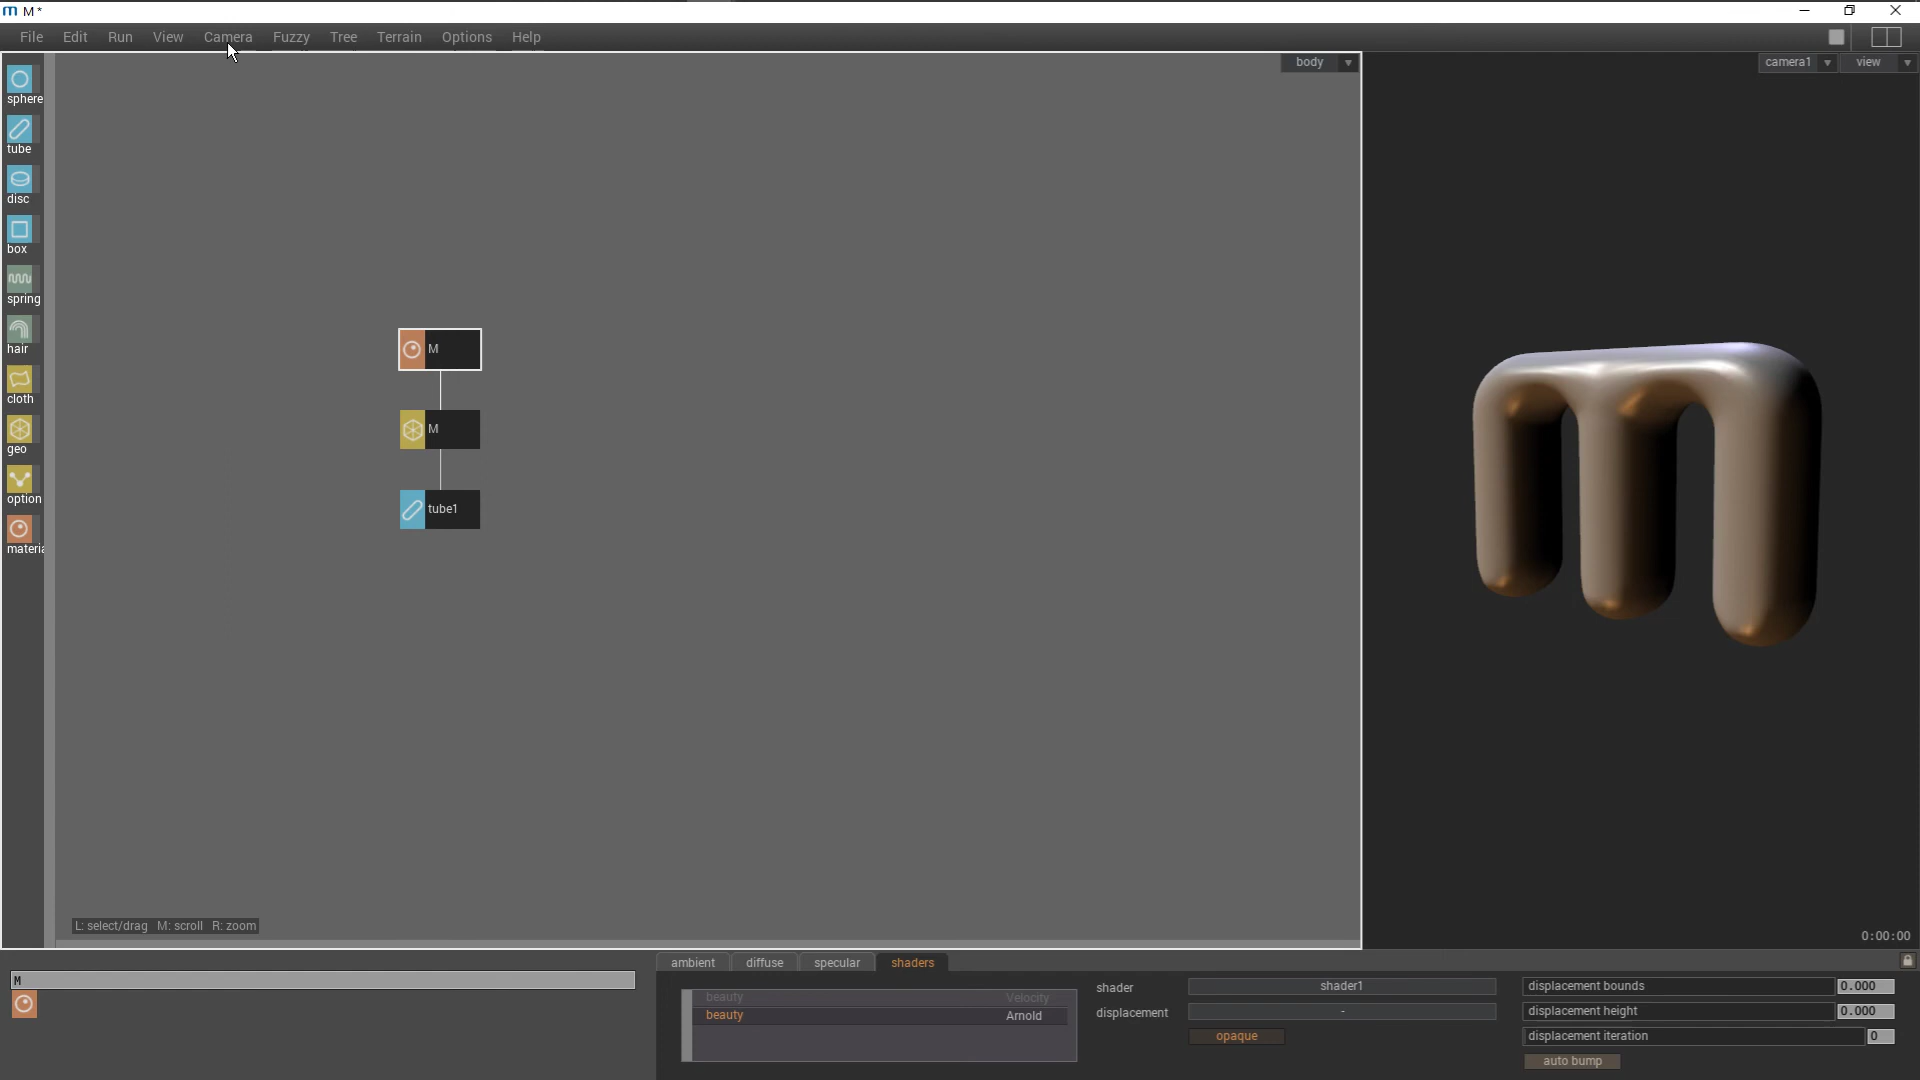 m M *
File Edit Run View Camera Fuzzy Tree Terrain Options Help
body
camera1 view
sphere
tube
disc
box
spring
hair
cloth
geo
option
materia
M
M
tube1
L: select/drag M: scroll R: zoom
0:00:00
M
ambient diffuse specular shaders
beauty Velocity
beauty Arnold
shader shader1
displacement -
opaque
displacement bounds 0.000
displacement height 0.000
displacement iteration 0
auto bump